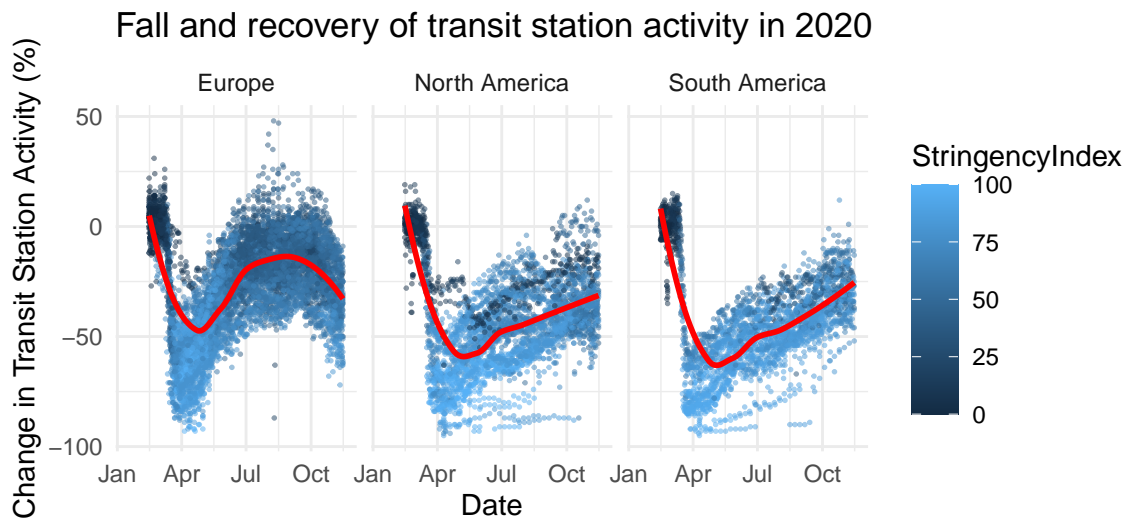 Fall and recovery of transit station activity in 2020
Change in Transit Station Activity (%)
Europe
North America
South America
50
0
−50
−100
Jan Apr Jul Oct
Jan Apr Jul Oct
Jan Apr Jul Oct
Date
StringencyIndex
100
75
50
25
0